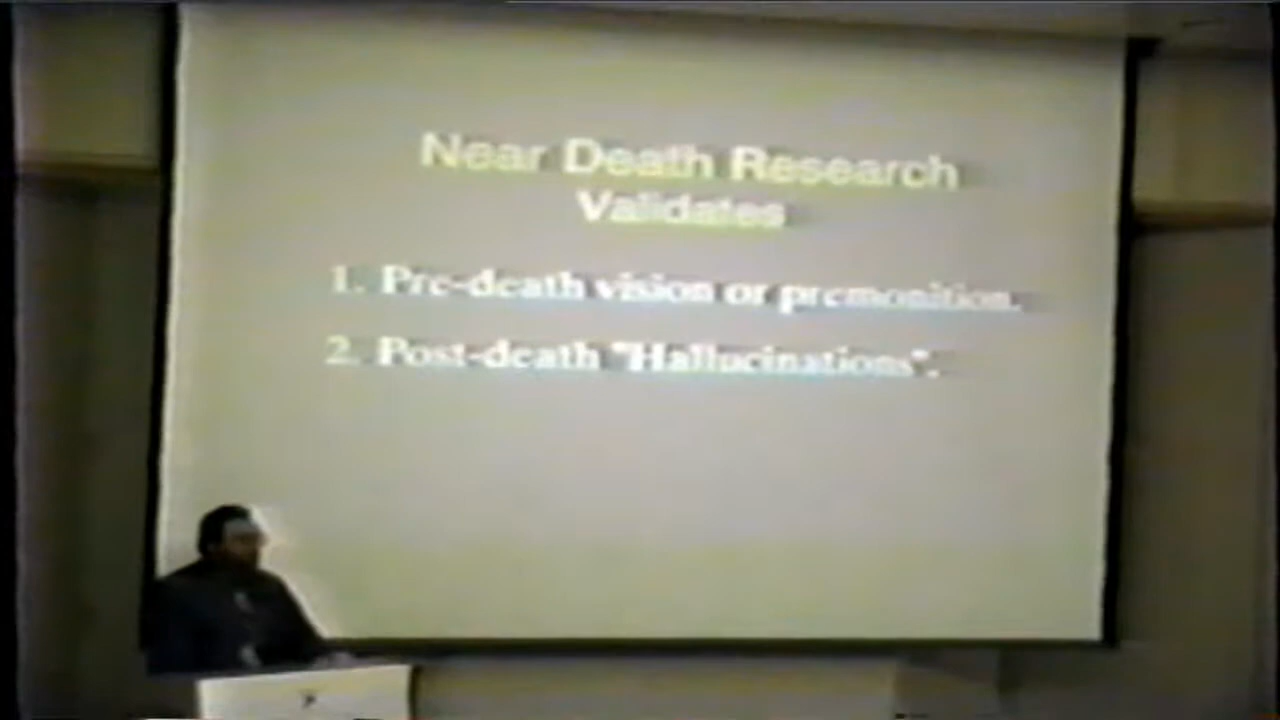 Near Death Research
Validates
1. Pre-death vision or premonition.
2. Post-death "Hallucinations".